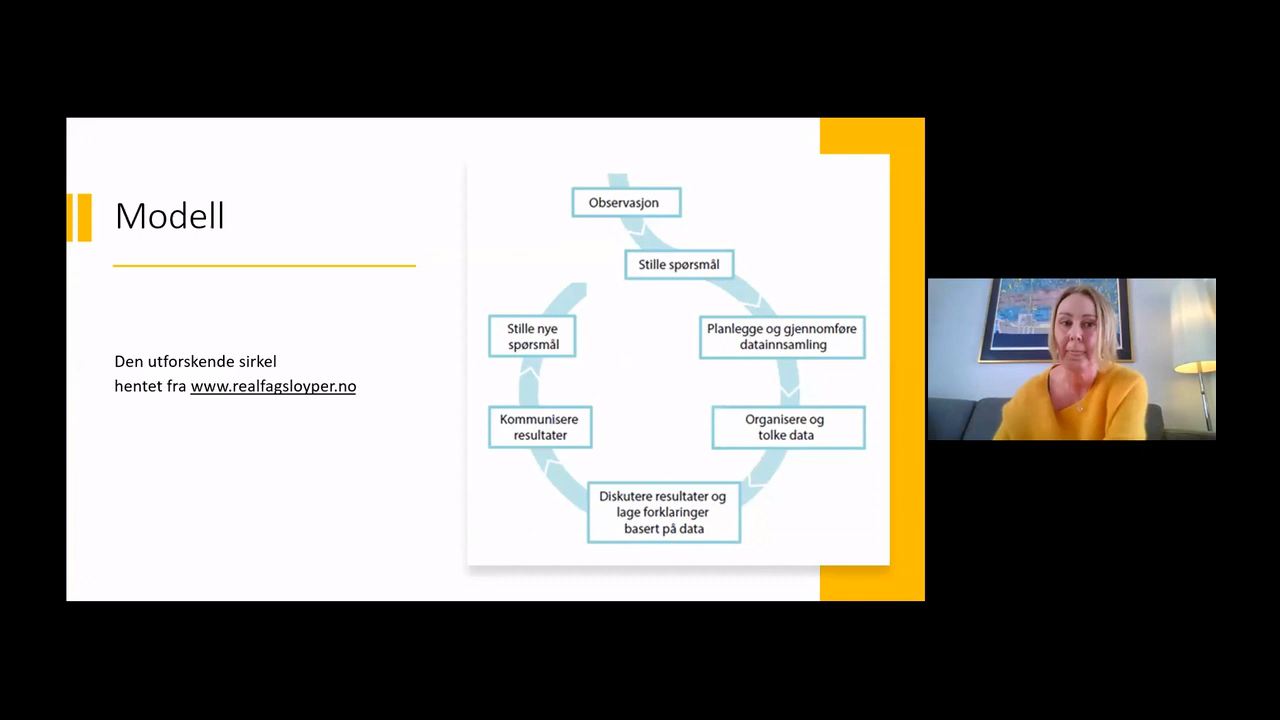 Modell
Den utforskende sirkel
hentet fra www.realfagsloyper.no
Observasjon
Stille spørsmål
Planlegge og gjennomføre
datainnsamling
Organisere og
tolke data
Diskutere resultater og
lage forklaringer
basert på data
Kommunisere
resultater
Stille nye
spørsmål